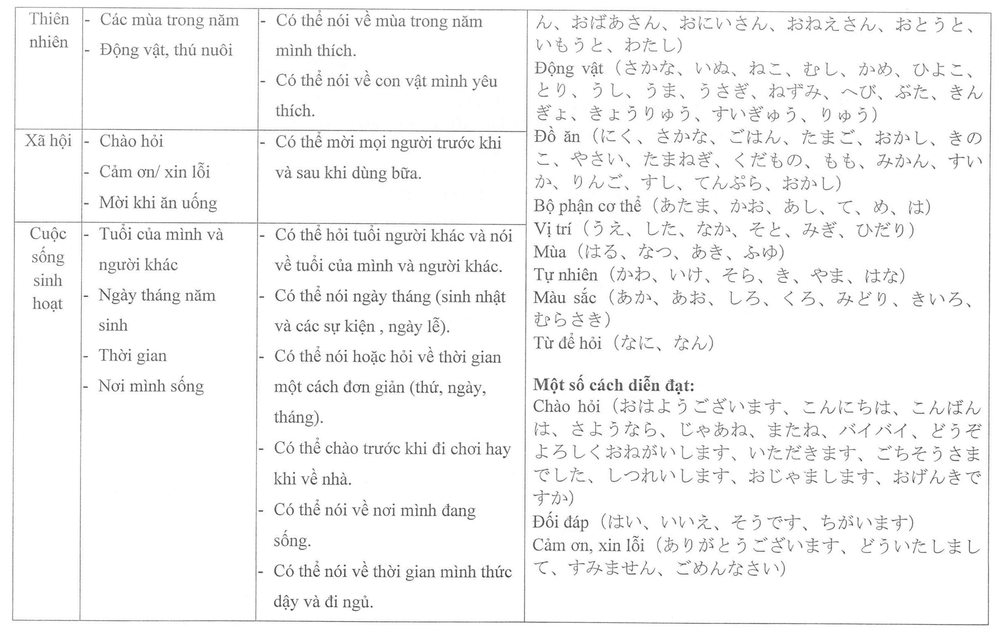 Thiên
nhiên
- Các mùa trong năm
- Động vật, thú nuôi
- Có thể nói về mùa trong năm
mình thích.
- Có thể nói về con vật mình yêu
thích.
Xã hội
- Chào hỏi
- Cảm ơn/ xin lỗi
- Mời khi ăn uống
- Có thể mời mọi người trước khi
và sau khi dùng bữa.
Cuộc
sống
sinh
hoạt
- Tuổi của mình và
người khác
- Ngày tháng năm
sinh
- Thời gian
- Nơi mình sống
- Có thể hỏi tuổi người khác và nói
về tuổi của mình và người khác.
- Có thể nói ngày tháng (sinh nhật
và các sự kiện , ngày lễ).
- Có thể nói hoặc hỏi về thời gian
một cách đơn giản (thứ, ngày,
tháng).
- Có thể chào trước khi đi chơi hay
khi về nhà.
- Có thể nói về nơi mình đang
sống.
- Có thể nói về thời gian mình thức
dậy và đi ngủ.
ん、おばあさん、おにいさん、おねえさん、おとうと、
いもうと、わたし）
Động vật（さかな、いぬ、ねこ、むし、かめ、ひよこ、
とり、うし、うま、うさぎ、ねずみ、へび、ぶた、きん
ぎょ、きょうりゅう、すいぎゅう、りゅう）
Đồ ăn（にく、さかな、ごはん、たまご、おかし、きの
こ、やさい、たまねぎ、くだもの、もも、みかん、すい
か、りんご、すし、てんぷら、おかし）
Bộ phận cơ thể（あたま、かお、あし、て、め、は）
Vị trí（うえ、した、なか、そと、みぎ、ひだり）
Mùa（はる、なつ、あき、ふゆ）
Tự nhiên（かわ、いけ、そら、き、やま、はな）
Màu sắc（あか、あお、しろ、くろ、みどり、きいろ、
むらさき）
Từ để hỏi（なに、なん）
Một số cách diễn đạt:
Chào hỏi（おはようございます、こんにちは、こんばん
は、さようなら、じゃあね、またね、バイバイ、どうぞ
よろしくおねがいします、いただきます、ごちそうさま
でした、しつれいします、おじゃまします、おげんきで
すか）
Đối đáp（はい、いいえ、そうです、ちがいます）
Cảm ơn, xin lỗi（ありがとうございます、どういたしまし
て、すみません、ごめんなさい）